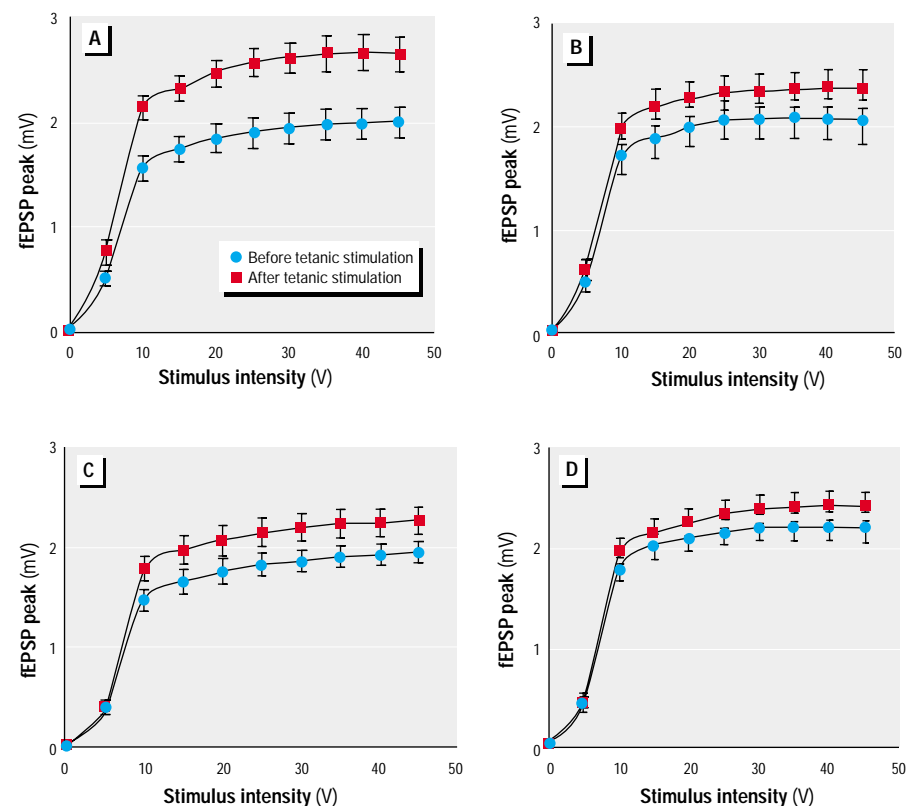 A
3
2
1
0
fEPSP peak (mV)
Before tetanic stimulation
After tetanic stimulation
0 10 20 30 40 50
Stimulus intensity (V)
B
3
2
1
0
fEPSP peak (mV)
0 10 20 30 40 50
Stimulus intensity (V)
C
3
2
1
0
fEPSP peak (mV)
0 10 20 30 40 50
Stimulus intensity (V)
D
3
2
1
0
fEPSP peak (mV)
0 10 20 30 40 50
Stimulus intensity (V)